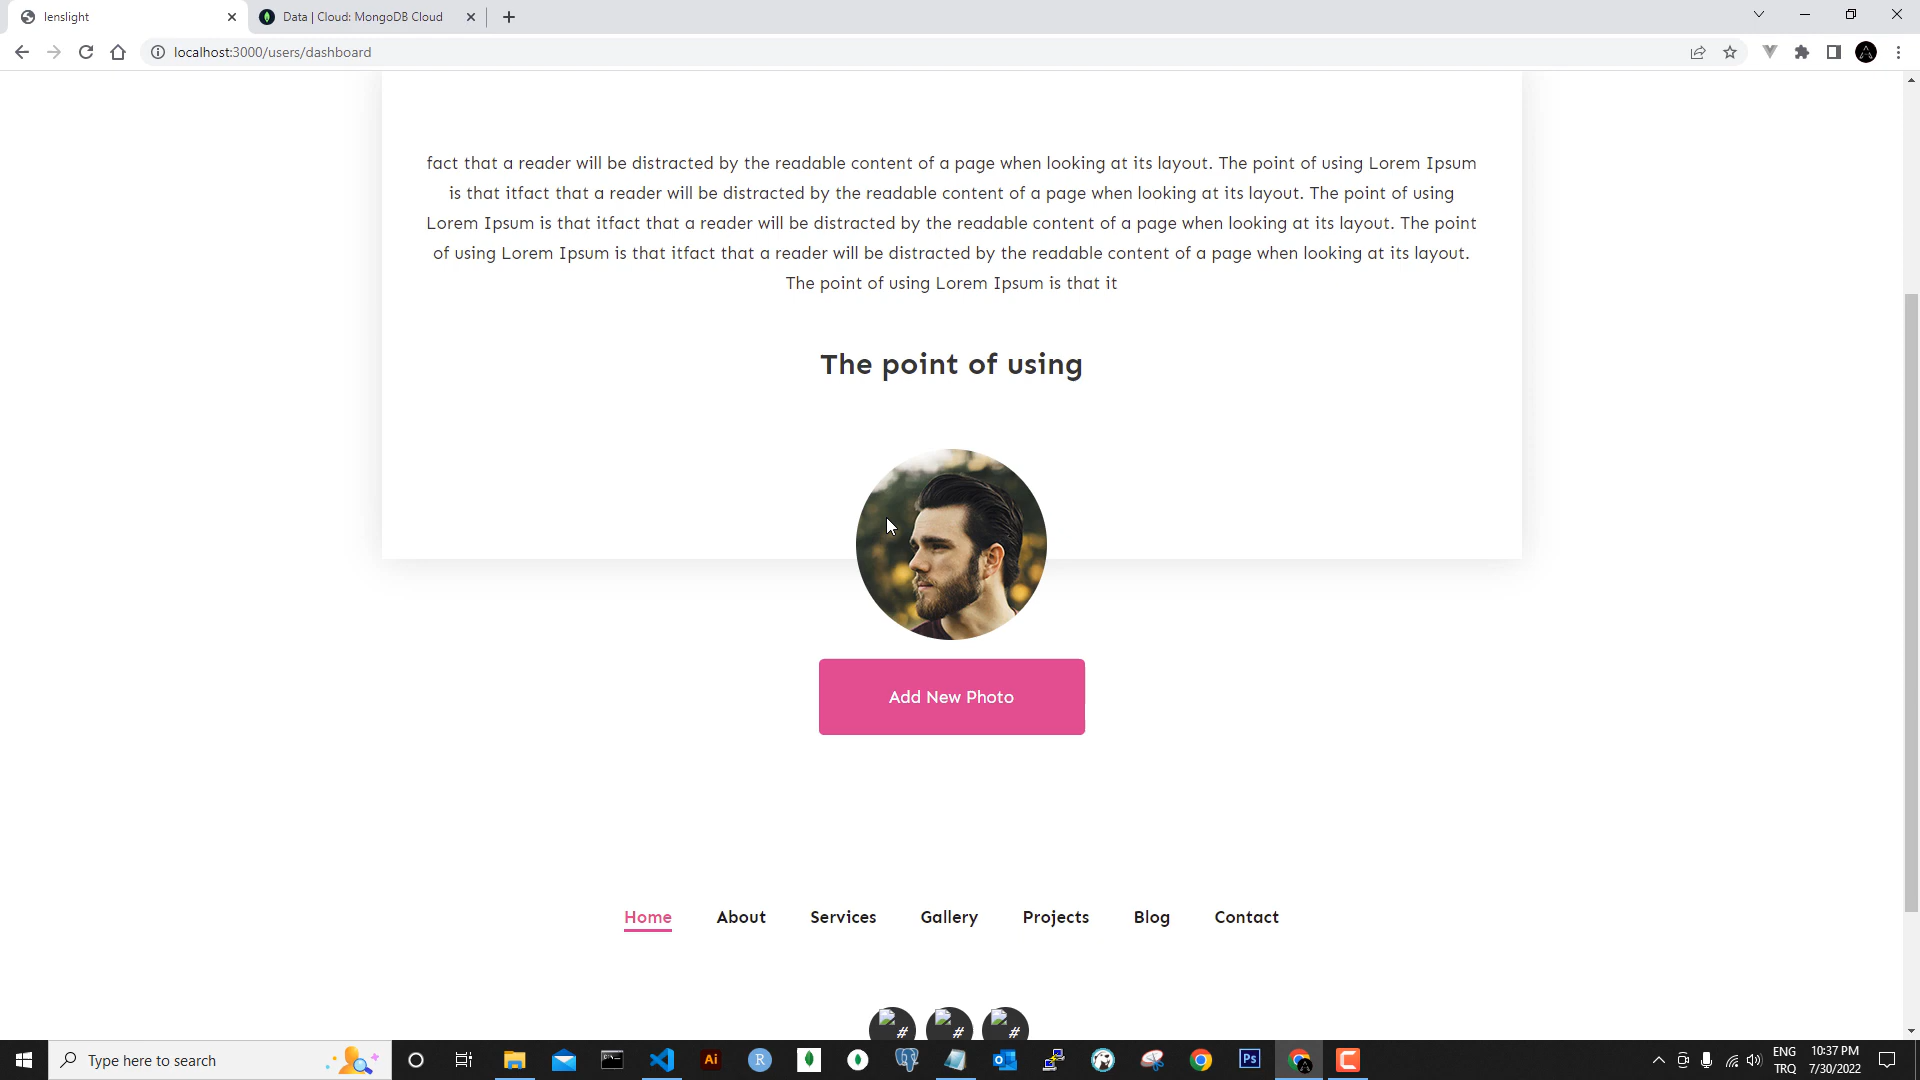 lenslight
Data | Cloud: MongoDB Cloud
localhost:3000/users/dashboard
fact that a reader will be distracted by the readable content of a page when looking at its layout. The point of using Lorem Ipsum
is that itfact that a reader will be distracted by the readable content of a page when looking at its layout. The point of using
Lorem Ipsum is that itfact that a reader will be distracted by the readable content of a page when looking at its layout. The point
of using Lorem Ipsum is that itfact that a reader will be distracted by the readable content of a page when looking at its layout.
The point of using Lorem Ipsum is that it
The point of using
Add New Photo
Home About Services Gallery Projects Blog Contact
# # #
Type here to search
Ai
R
Ps
ENG
TRQ
10:37 PM
7/30/2022